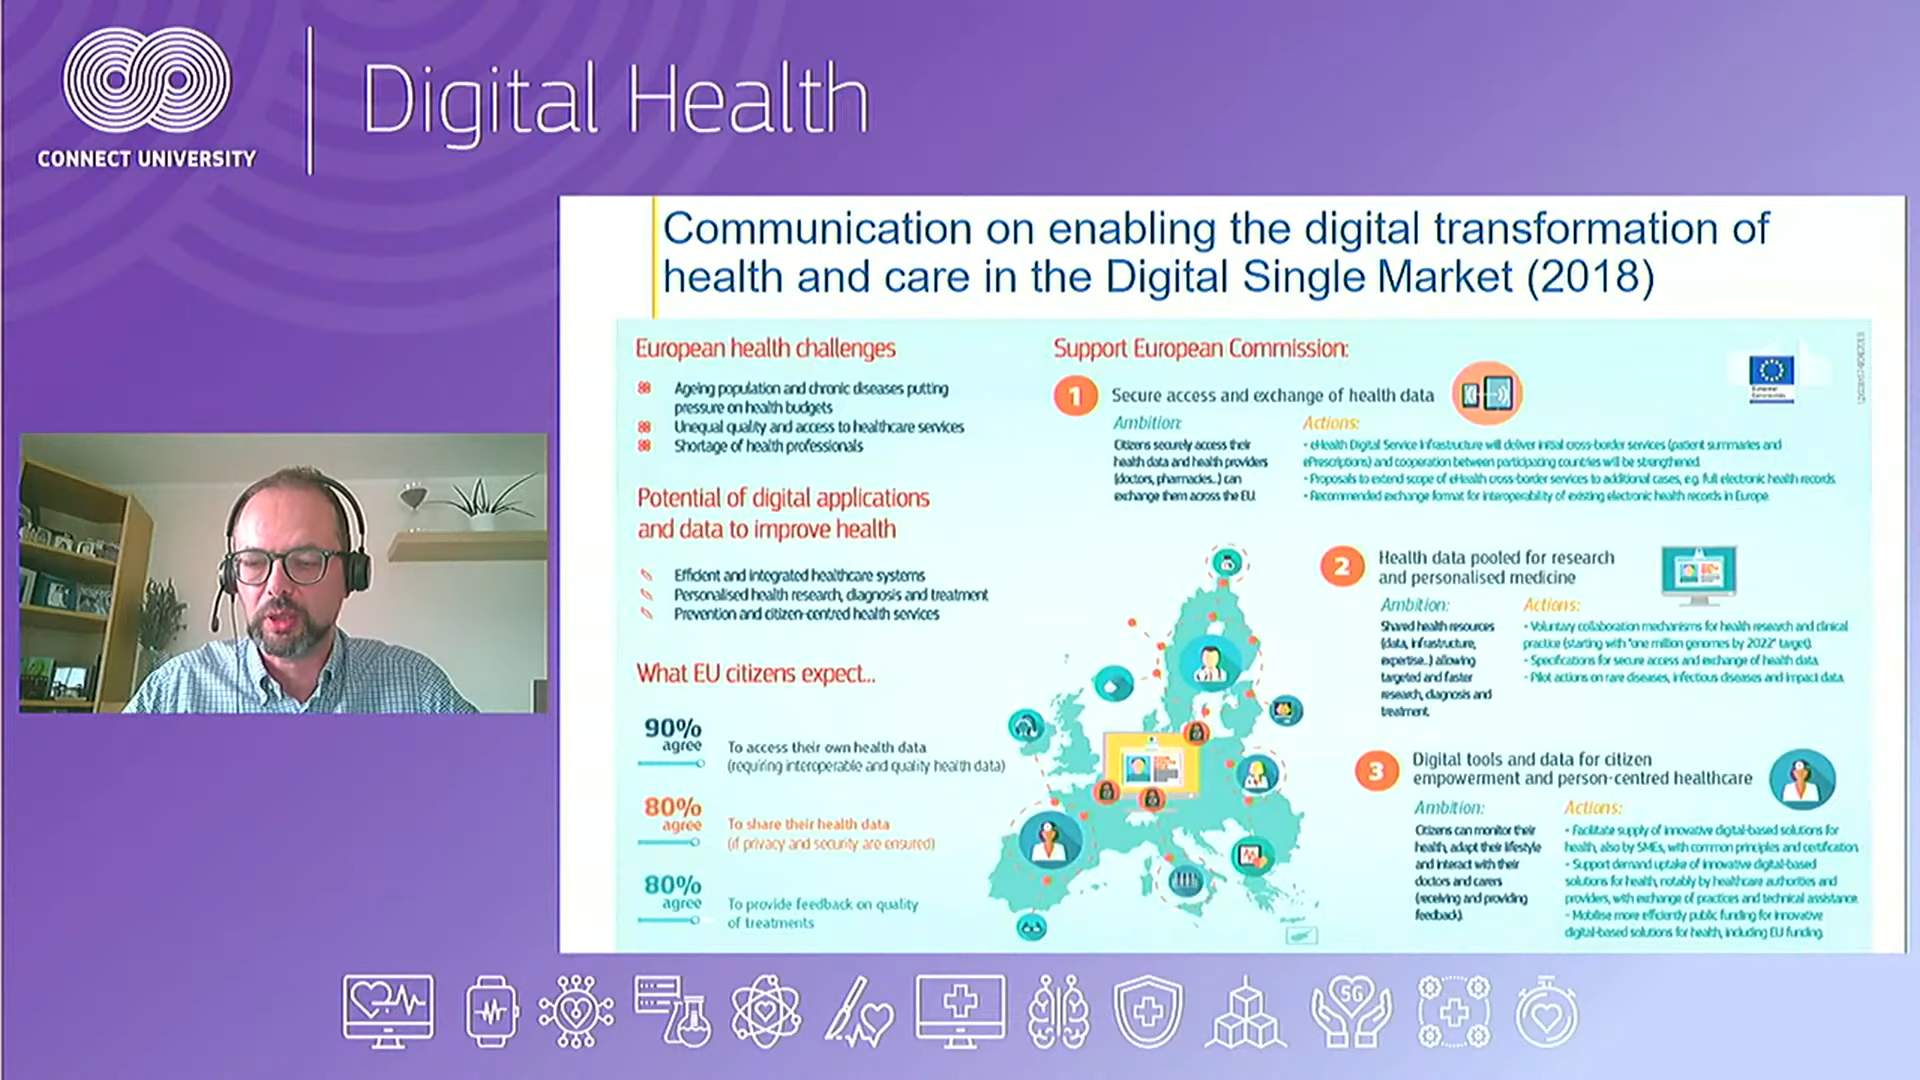 CONNECT UNIVERSITY
Digital Health
Communication on enabling the digital transformation of
health and care in the Digital Single Market (2018)
European health challenges
Ageing population and chronic diseases putting
pressure on health budgets
Unequal quality and access to healthcare services
Shortage of health professionals
Potential of digital applications
and data to improve health
Efficient and integrated healthcare systems
Personalised health research, diagnosis and treatment
Prevention and citizen-centred health services
What EU citizens expect...
90%
agree
To access their own health data
(requiring interoperable and quality health data)
80%
agree
To share their health data
(if privacy and security are ensured)
80%
agree
To provide feedback on quality
of treatments
Support European Commission:
1
Secure access and exchange of health data
Ambition:
Citizens securely access their
health data and health providers
(doctors, pharmacies...) can
exchange them across the EU.
Actions:
- eHealth Digital Service Infrastructure will deliver initial cross-border services (patient summaries and
ePrescriptions) and cooperation between participating countries will be strengthened.
- Proposals to extend scope of eHealth cross-border services to additional cases, e.g. full electronic health records.
- Recommended exchange format for interoperability of existing electronic health records in Europe.
European
Commission
2
Health data pooled for research
and personalised medicine
Ambition:
Shared health resources
(data, infrastructure,
expertise...) allowing
targeted and faster
research, diagnosis and
treatment.
Actions:
- Voluntary collaboration mechanisms for health research and clinical
practice (starting with "one million genomes by 2022" target).
- Specifications for secure access and exchange of health data.
- Pilot actions on rare diseases, infectious diseases and impact data.
3
Digital tools and data for citizen
empowerment and person-centred healthcare
Ambition:
Citizens can monitor their
health, adapt their lifestyle
and interact with their
doctors and carers
(receiving and providing
feedback).
Actions:
- Facilitate supply of innovative digital-based solutions for
health, also by SMEs, with common principles and certification.
- Support demand uptake of innovative digital-based
solutions for health, notably by healthcare authorities and
providers, with exchange of practices and technical assistance.
- Mobilise more efficiently public funding for innovative
digital-based solutions for health, including EU funding.
5G